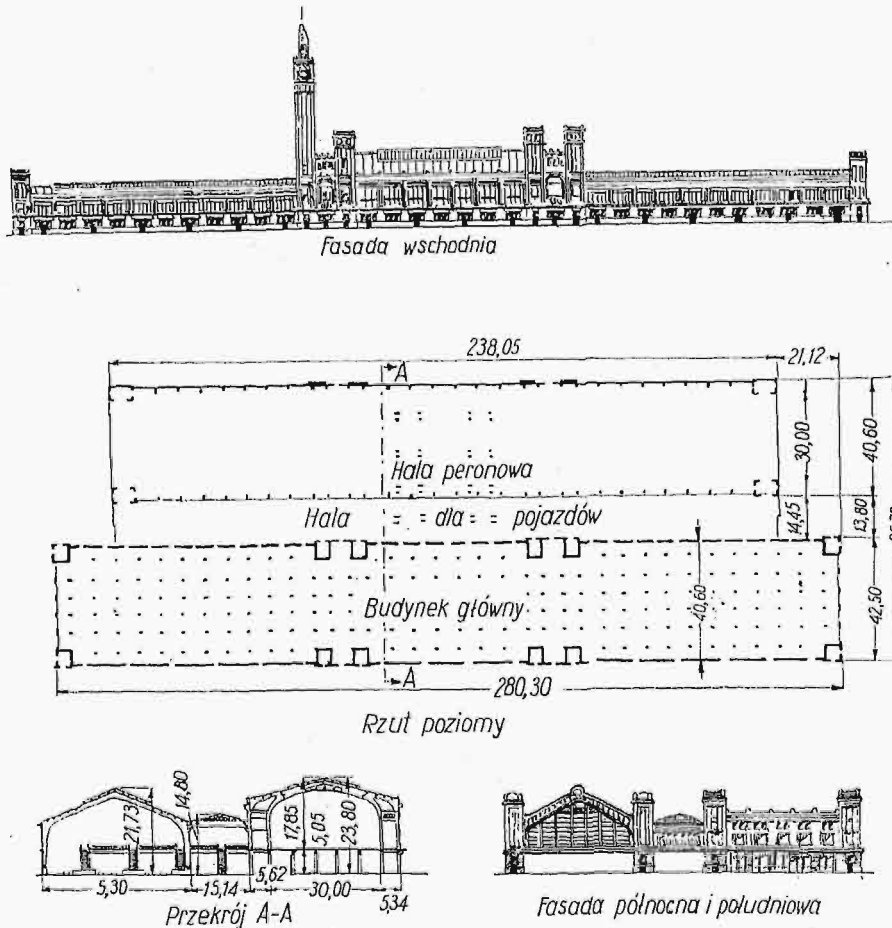 Fasada wschodnia
238,05
21,12
A
Hala peronowa
30,00
40,60
Hala dla pojazdów
14,45
13,80
Budynek główny
40,60
42,50
A
280,30
Rzut poziomy
21,73
14,80
17,85
5,05
23,80
5,30
15,14
5,62
30,00
5,34
Przekrój A-A
Fasada północna i południowa